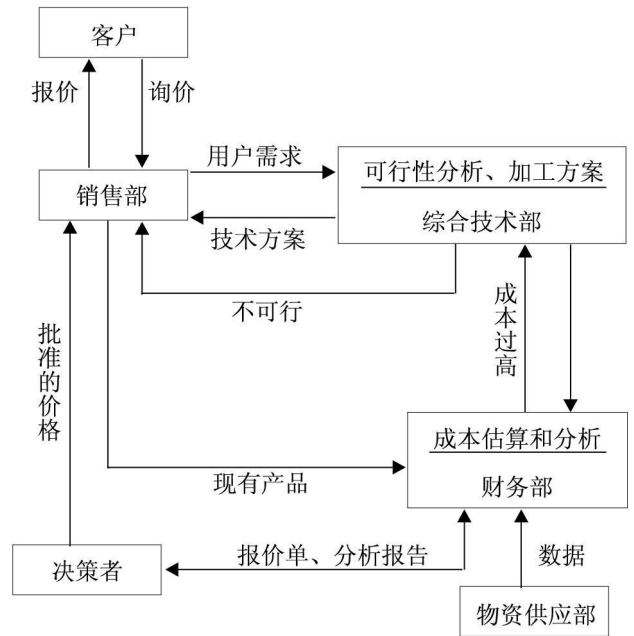 客户
报价
询价
用户需求
可行性分析、加工方案
销售部
综合技术部
技术方案
不可行
成本过高
批准的价格
成本估算和分析
现有产品
财务部
报价单、分析报告
数据
决策者
物资供应部